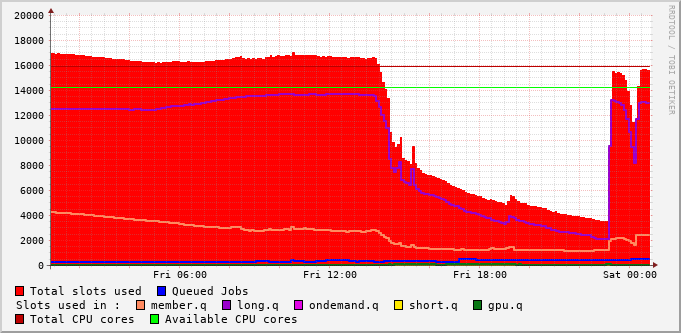 20000
18000
16000
14000
12000
10000
8000
6000
4000
2000
0
Fri 06:00 Fri 12:00 Fri 18:00 Sat 00:00
RRDTOOL / TOBI OETIKER
Total slots used Queued Jobs
Slots used in : member.q long.q ondemand.q short.q gpu.q
Total CPU cores Available CPU cores